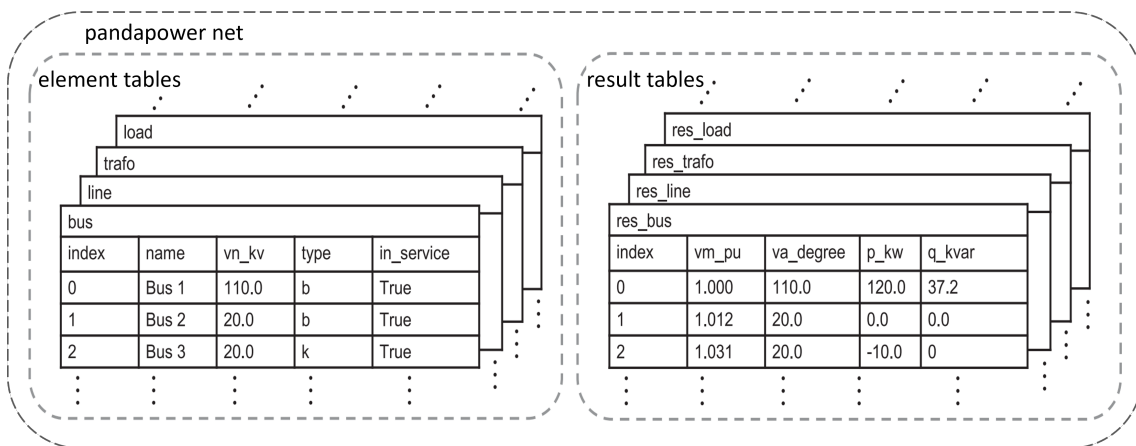 pandapower net
element tables
load
trafo
line
bus
index name vn_kv type in_service
0 Bus 1 110.0 b True
1 Bus 2 20.0 b True
2 Bus 3 20.0 k True
result tables
res_load
res_trafo
res_line
res_bus
index vm_pu va_degree p_kw q_kvar
0 1.000 110.0 120.0 37.2
1 1.012 20.0 0.0 0.0
2 1.031 20.0 -10.0 0